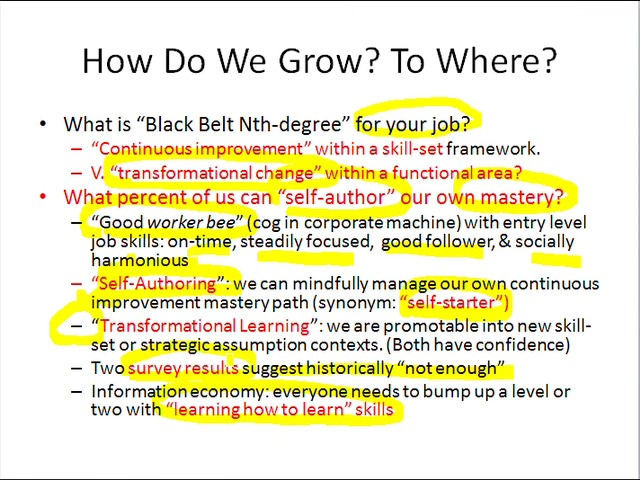 How Do We Grow? To Where?
• What is “Black Belt Nth-degree” for your job?
– “Continuous improvement” within a skill-set framework.
– V. “transformational change” within a functional area?
• What percent of us can “self-author” our own mastery?
– “Good worker bee” (cog in corporate machine) with entry level
job skills: on-time, steadily focused, good follower, & socially
harmonious
– “Self-Authoring”: we can mindfully manage our own continuous
improvement mastery path (synonym: “self-starter”)
– “Transformational Learning”: we are promotable into new skill-
set or strategic assumption contexts. (Both have confidence)
– Two survey results suggest historically “not enough”
– Information economy: everyone needs to bump up a level or
two with “learning how to learn” skills